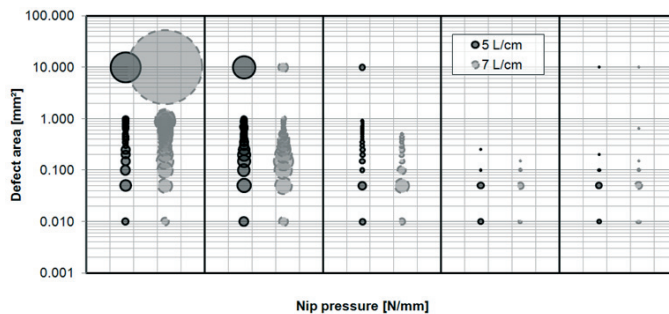 100.000
10.000
1.000
0.100
0.010
0.001
Defect area [mm²]
5 L/cm
7 L/cm
Nip pressure [N/mm]